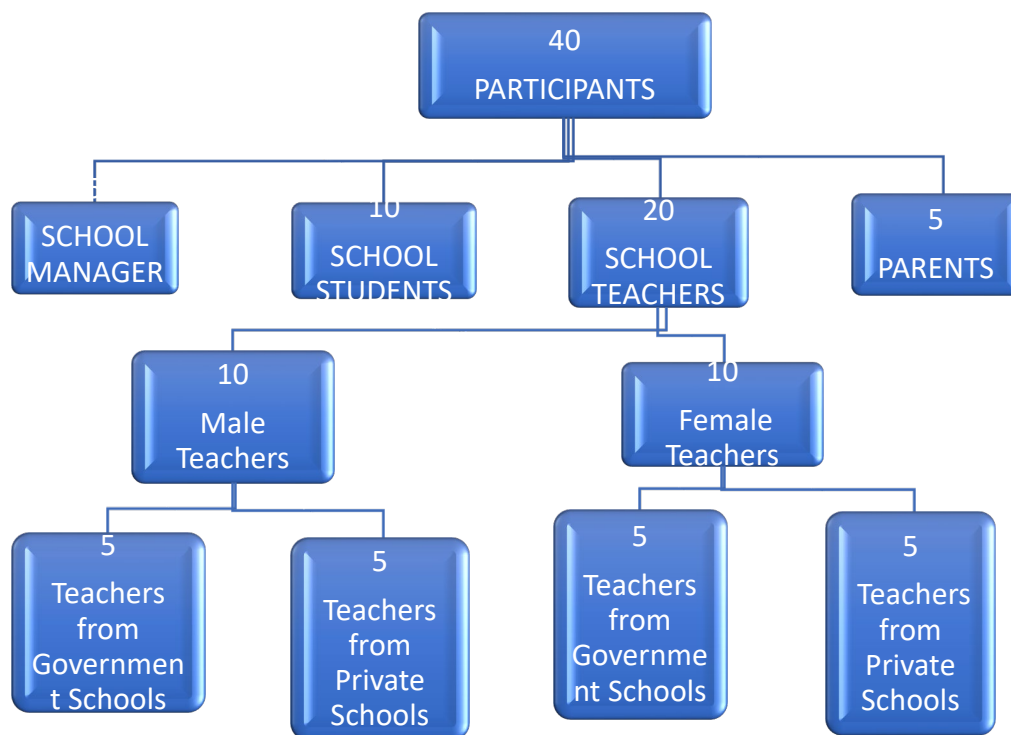 40
PARTICIPANTS
SCHOOL
MANAGER
10
SCHOOL
STUDENTS
20
SCHOOL
TEACHERS
5
PARENTS
10
Male
Teachers
10
Female
Teachers
5
Teachers
from
Governmen
t Schools
5
Teachers
from
Private
Schools
5
Teachers
from
Governme
nt Schools
5
Teachers
from
Private
Schools